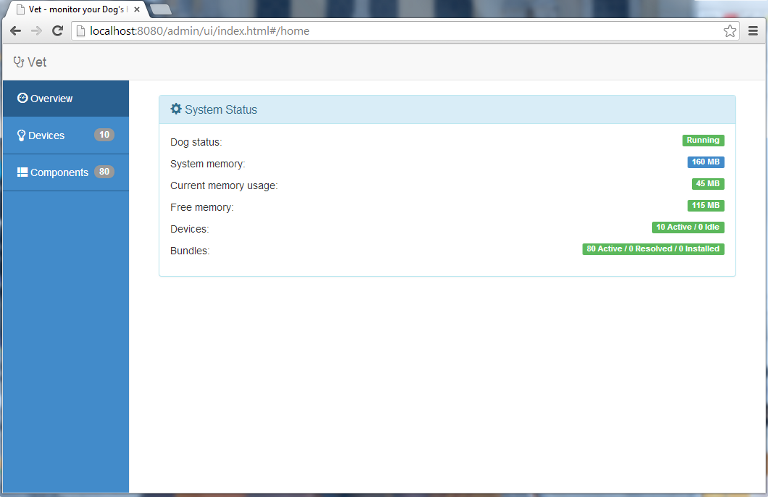 Vet - monitor your Dog's
localhost:8080/admin/ui/index.html#/home
Vet
Overview
Devices 10
Components 80
System Status
Dog status: Running
System memory: 160 MB
Current memory usage: 45 MB
Free memory: 115 MB
Devices: 10 Active / 0 Idle
Bundles: 80 Active / 0 Resolved / 0 Installed